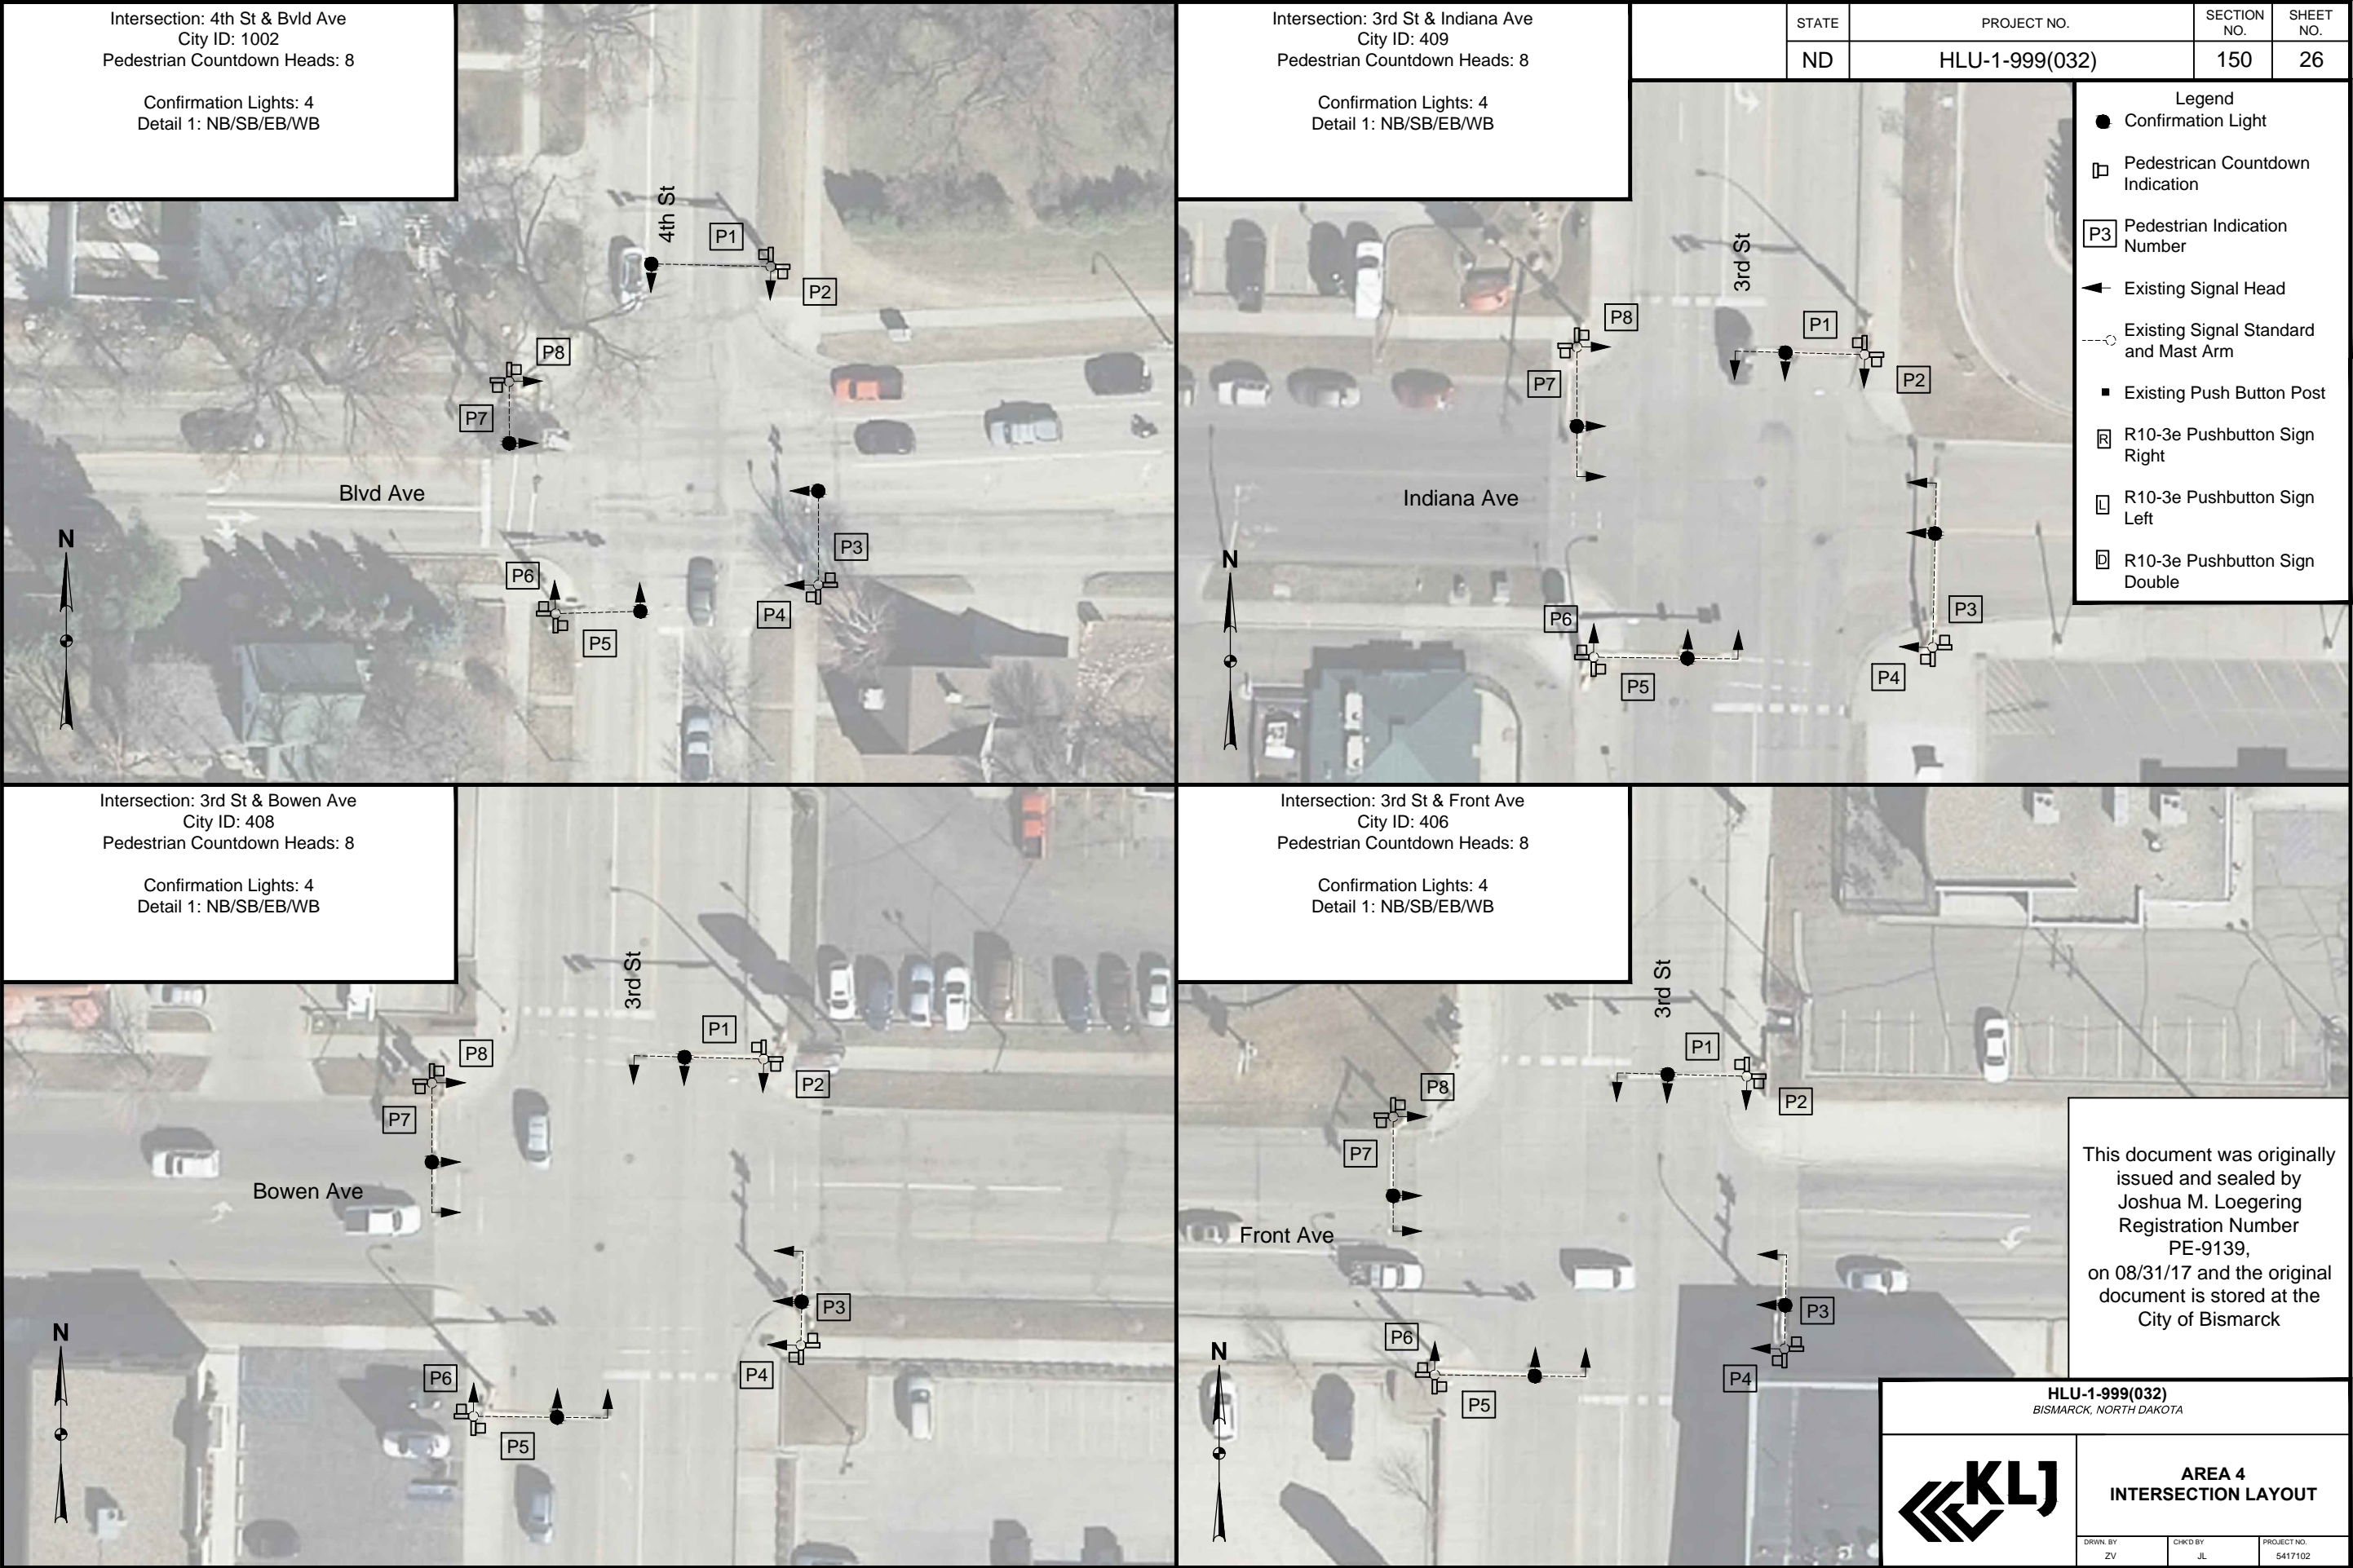 Intersection: 4th St & Bvld Ave
City ID: 1002
Pedestrian Countdown Heads: 8
Confirmation Lights: 4
Detail 1: NB/SB/EB/WB
4th St
P1
P2
P8
P7
Blvd Ave
P3
N
P6
P4
P5
Intersection: 3rd St & Indiana Ave
City ID: 409
Pedestrian Countdown Heads: 8
Confirmation Lights: 4
Detail 1: NB/SB/EB/WB
STATE
PROJECT NO.
SECTION NO.
SHEET NO.
ND
HLU-1-999(032)
150
26
Legend
Confirmation Light
Pedestrican Countdown
Indication
P3
Pedestrian Indication
Number
Existing Signal Head
Existing Signal Standard
and Mast Arm
Existing Push Button Post
R
R10-3e Pushbutton Sign
Right
L
R10-3e Pushbutton Sign
Left
D
R10-3e Pushbutton Sign
Double
3rd St
P8
P1
P7
P2
Indiana Ave
N
P6
P3
P4
P5
Intersection: 3rd St & Bowen Ave
City ID: 408
Pedestrian Countdown Heads: 8
Confirmation Lights: 4
Detail 1: NB/SB/EB/WB
3rd St
P1
P8
P2
P7
Bowen Ave
P3
N
P6
P4
P5
Intersection: 3rd St & Front Ave
City ID: 406
Pedestrian Countdown Heads: 8
Confirmation Lights: 4
Detail 1: NB/SB/EB/WB
3rd St
P1
P8
P2
P7
Front Ave
P3
P6
N
P4
P5
This document was originally
issued and sealed by
Joshua M. Loegering
Registration Number
PE-9139,
on 08/31/17 and the original
document is stored at the
City of Bismarck
HLU-1-999(032)
BISMARCK, NORTH DAKOTA
KLJ
AREA 4
INTERSECTION LAYOUT
DRWN. BY
ZV
CHK'D BY
JL
PROJECT NO.
5417102